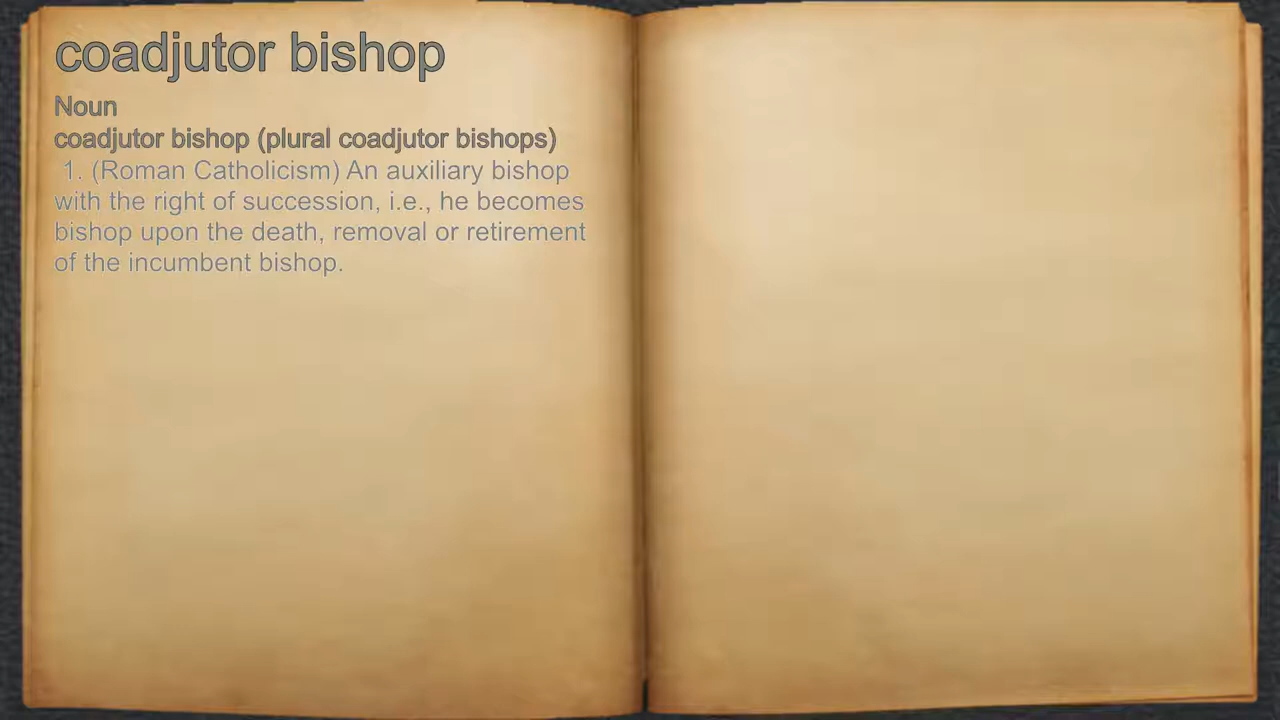 coadjutor bishop
Noun
coadjutor bishop (plural coadjutor bishops)
1. (Roman Catholicism) An auxiliary bishop
with the right of succession, i.e., he becomes
bishop upon the death, removal or retirement
of the incumbent bishop.